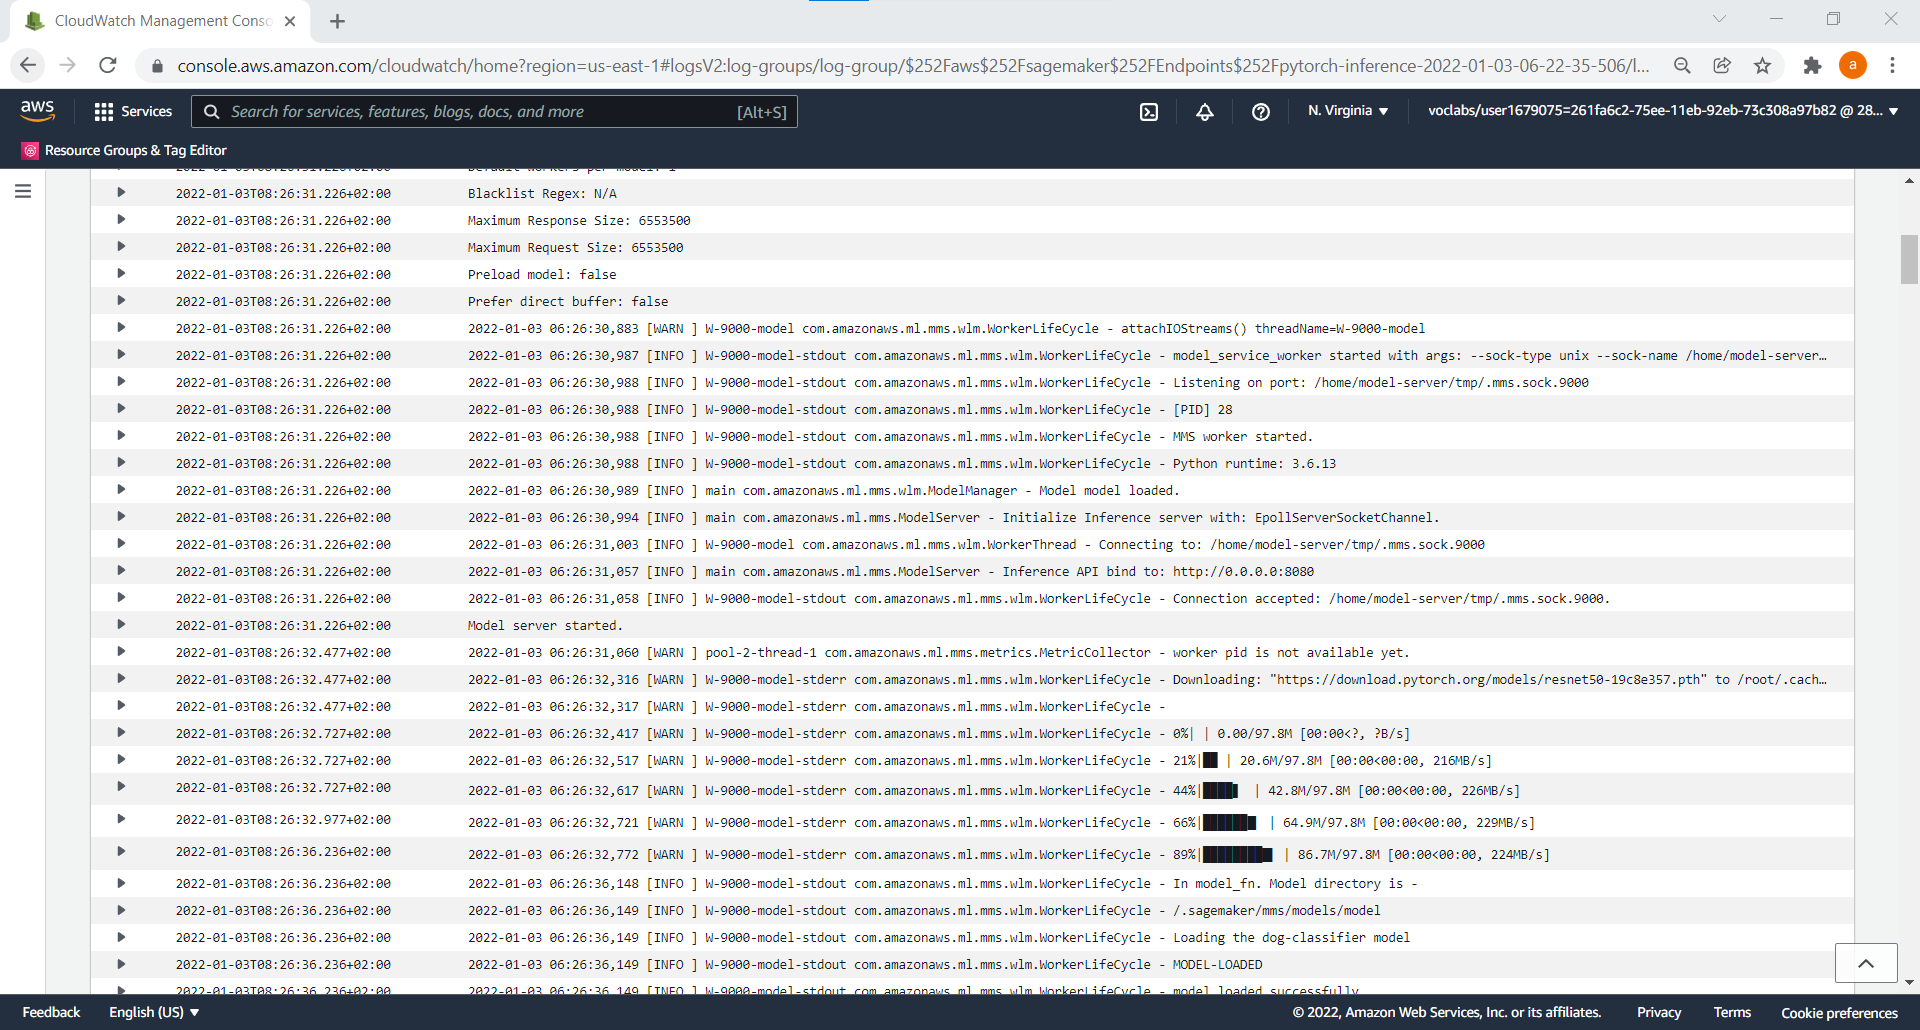 CloudWatch Management Conso
console.aws.amazon.com/cloudwatch/home?region=us-east-1#logsV2:log-groups/log-group/$252Faws$252Fsagemaker$252FEndpoints$252Fpytorch-inference-2022-01-03-06-22-35-506/l...
a
aws Services Search for services, features, blogs, docs, and more [Alt+S] N. Virginia voclabs/user1679075=261fa6c2-75ee-11eb-92eb-73c308a97b82 @ 28...
Resource Groups & Tag Editor
Default workers per model: 1
2022-01-03T08:26:31.226+02:00 Blacklist Regex: N/A
2022-01-03T08:26:31.226+02:00 Maximum Response Size: 6553500
2022-01-03T08:26:31.226+02:00 Maximum Request Size: 6553500
2022-01-03T08:26:31.226+02:00 Preload model: false
2022-01-03T08:26:31.226+02:00 Prefer direct buffer: false
2022-01-03T08:26:31.226+02:00 2022-01-03 06:26:30,883 [WARN ] W-9000-model com.amazonaws.ml.mms.wlm.WorkerLifeCycle - attachIOStreams() threadName=W-9000-model
2022-01-03T08:26:31.226+02:00 2022-01-03 06:26:30,987 [INFO ] W-9000-model-stdout com.amazonaws.ml.mms.wlm.WorkerLifeCycle - model_service_worker started with args: --sock-type unix --sock-name /home/model-server…
2022-01-03T08:26:31.226+02:00 2022-01-03 06:26:30,988 [INFO ] W-9000-model-stdout com.amazonaws.ml.mms.wlm.WorkerLifeCycle - Listening on port: /home/model-server/tmp/.mms.sock.9000
2022-01-03T08:26:31.226+02:00 2022-01-03 06:26:30,988 [INFO ] W-9000-model-stdout com.amazonaws.ml.mms.wlm.WorkerLifeCycle - [PID] 28
2022-01-03T08:26:31.226+02:00 2022-01-03 06:26:30,988 [INFO ] W-9000-model-stdout com.amazonaws.ml.mms.wlm.WorkerLifeCycle - MMS worker started.
2022-01-03T08:26:31.226+02:00 2022-01-03 06:26:30,988 [INFO ] W-9000-model-stdout com.amazonaws.ml.mms.wlm.WorkerLifeCycle - Python runtime: 3.6.13
2022-01-03T08:26:31.226+02:00 2022-01-03 06:26:30,989 [INFO ] main com.amazonaws.ml.mms.wlm.ModelManager - Model model loaded.
2022-01-03T08:26:31.226+02:00 2022-01-03 06:26:30,994 [INFO ] main com.amazonaws.ml.mms.ModelServer - Initialize Inference server with: EpollServerSocketChannel.
2022-01-03T08:26:31.226+02:00 2022-01-03 06:26:31,003 [INFO ] W-9000-model com.amazonaws.ml.mms.wlm.WorkerThread - Connecting to: /home/model-server/tmp/.mms.sock.9000
2022-01-03T08:26:31.226+02:00 2022-01-03 06:26:31,057 [INFO ] main com.amazonaws.ml.mms.ModelServer - Inference API bind to: http://0.0.0.0:8080
2022-01-03T08:26:31.226+02:00 2022-01-03 06:26:31,058 [INFO ] W-9000-model-stdout com.amazonaws.ml.mms.wlm.WorkerLifeCycle - Connection accepted: /home/model-server/tmp/.mms.sock.9000.
2022-01-03T08:26:31.226+02:00 Model server started.
2022-01-03T08:26:32.477+02:00 2022-01-03 06:26:31,060 [WARN ] pool-2-thread-1 com.amazonaws.ml.mms.metrics.MetricCollector - worker pid is not available yet.
2022-01-03T08:26:32.477+02:00 2022-01-03 06:26:32,316 [WARN ] W-9000-model-stderr com.amazonaws.ml.mms.wlm.WorkerLifeCycle - Downloading: "https://download.pytorch.org/models/resnet50-19c8e357.pth" to /root/.cach…
2022-01-03T08:26:32.477+02:00 2022-01-03 06:26:32,317 [WARN ] W-9000-model-stderr com.amazonaws.ml.mms.wlm.WorkerLifeCycle -
2022-01-03T08:26:32.727+02:00 2022-01-03 06:26:32,417 [WARN ] W-9000-model-stderr com.amazonaws.ml.mms.wlm.WorkerLifeCycle - 0%| | 0.00/97.8M [00:00<?, ?B/s]
2022-01-03T08:26:32.727+02:00 2022-01-03 06:26:32,517 [WARN ] W-9000-model-stderr com.amazonaws.ml.mms.wlm.WorkerLifeCycle - 21%|██ | 20.6M/97.8M [00:00<00:00, 216MB/s]
2022-01-03T08:26:32.727+02:00 2022-01-03 06:26:32,617 [WARN ] W-9000-model-stderr com.amazonaws.ml.mms.wlm.WorkerLifeCycle - 44%|████▍ | 42.8M/97.8M [00:00<00:00, 226MB/s]
2022-01-03T08:26:32.977+02:00 2022-01-03 06:26:32,721 [WARN ] W-9000-model-stderr com.amazonaws.ml.mms.wlm.WorkerLifeCycle - 66%|██████▋ | 64.9M/97.8M [00:00<00:00, 229MB/s]
2022-01-03T08:26:36.236+02:00 2022-01-03 06:26:32,772 [WARN ] W-9000-model-stderr com.amazonaws.ml.mms.wlm.WorkerLifeCycle - 89%|████████▊ | 86.7M/97.8M [00:00<00:00, 224MB/s]
2022-01-03T08:26:36.236+02:00 2022-01-03 06:26:36,148 [INFO ] W-9000-model-stdout com.amazonaws.ml.mms.wlm.WorkerLifeCycle - In model_fn. Model directory is -
2022-01-03T08:26:36.236+02:00 2022-01-03 06:26:36,149 [INFO ] W-9000-model-stdout com.amazonaws.ml.mms.wlm.WorkerLifeCycle - /.sagemaker/mms/models/model
2022-01-03T08:26:36.236+02:00 2022-01-03 06:26:36,149 [INFO ] W-9000-model-stdout com.amazonaws.ml.mms.wlm.WorkerLifeCycle - Loading the dog-classifier model
2022-01-03T08:26:36.236+02:00 2022-01-03 06:26:36,149 [INFO ] W-9000-model-stdout com.amazonaws.ml.mms.wlm.WorkerLifeCycle - MODEL-LOADED
2022-01-03T08:26:36.236+02:00 2022-01-03 06:26:36,149 [INFO ] W-9000-model-stdout com.amazonaws.ml.mms.wlm.WorkerLifeCycle - model loaded successfully
Feedback English (US) © 2022, Amazon Web Services, Inc. or its affiliates. Privacy Terms Cookie preferences